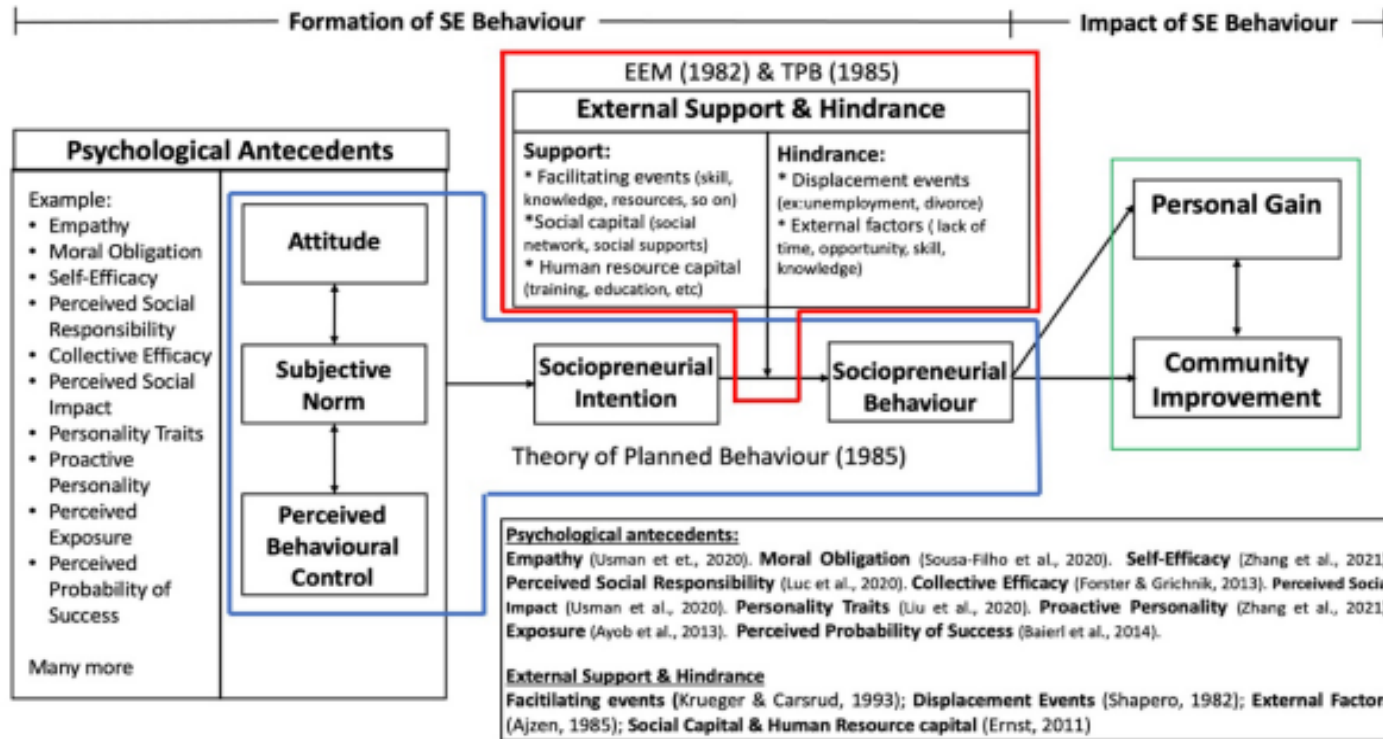 Formation of SE Behaviour
Impact of SE Behaviour
EEM (1982) & TPB (1985)
External Support & Hindrance
Support:
* Facilitating events (skill,
knowledge, resources, so on)
*Social capital (social
network, social supports)
* Human resource capital
(training, education, etc)
Hindrance:
* Displacement events
(ex:unemployment, divorce)
* External factors ( lack of
time, opportunity, skill,
knowledge)
Psychological Antecedents
Example:
• Empathy
• Moral Obligation
• Self-Efficacy
• Perceived Social
Responsibility
• Collective Efficacy
• Perceived Social
Impact
• Personality Traits
• Proactive
Personality
• Perceived
Exposure
• Perceived
Probability of
Success
Many more
Attitude
Subjective
Norm
Perceived
Behavioural
Control
Sociopreneurial
Intention
Sociopreneurial
Behaviour
Theory of Planned Behaviour (1985)
Personal Gain
Community
Improvement
Psychological antecedents:
Empathy (Usman et et., 2020). Moral Obligation (Sousa-Filho et al., 2020). Self-Efficacy (Zhang et al., 2021)
Perceived Social Responsibility (Luc et al., 2020). Collective Efficacy (Forster & Grichnik, 2013). Perceived Socia
Impact (Usman et al., 2020). Personality Traits (Liu et al., 2020). Proactive Personality (Zhang et al., 2021)
Exposure (Ayob et al., 2013). Perceived Probability of Success (Baierl et al., 2014).
External Support & Hindrance
Facitilating events (Krueger & Carsrud, 1993); Displacement Events (Shapero, 1982); External Factor
(Ajzen, 1985); Social Capital & Human Resource capital (Ernst, 2011)